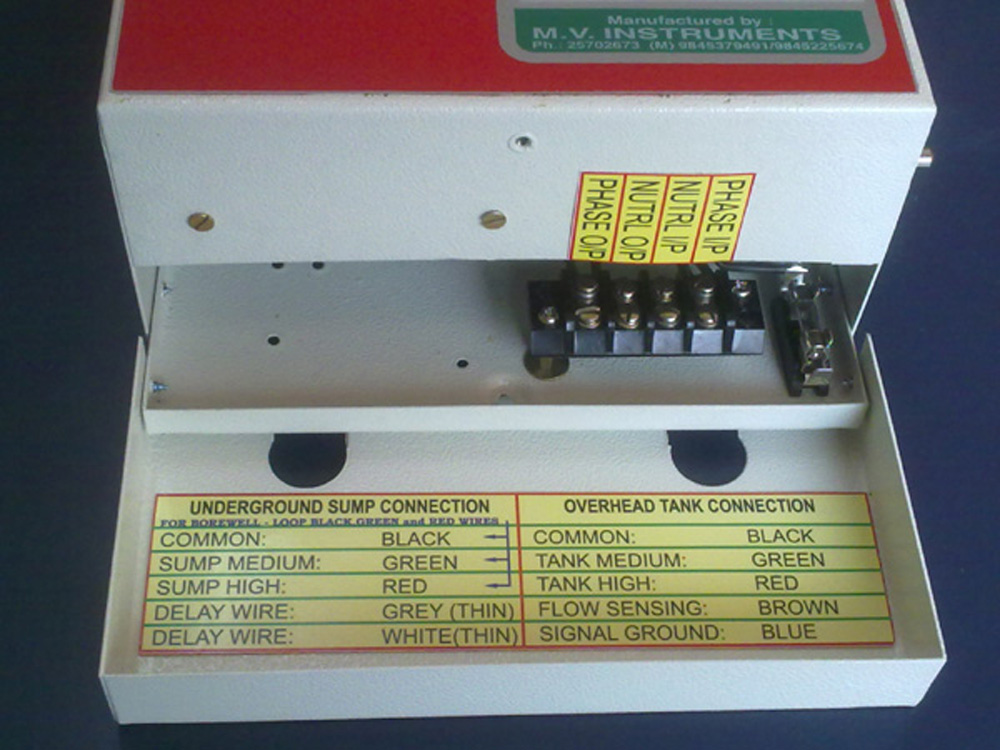 Manufactured by :
M.V. INSTRUMENTS
Ph.: 25702673 (M) 9845379491/9845225674
PHASE O/P
NUTRL O/P
NUTRL I/P
PHASE I/P
UNDERGROUND SUMP CONNECTION
FOR BOREWELL - LOOP BLACK GREEN and RED WIRES
COMMON: BLACK
SUMP MEDIUM: GREEN
SUMP HIGH: RED
DELAY WIRE: GREY (THIN)
DELAY WIRE: WHITE(THIN)
OVERHEAD TANK CONNECTION
COMMON: BLACK
TANK MEDIUM: GREEN
TANK HIGH: RED
FLOW SENSING: BROWN
SIGNAL GROUND: BLUE